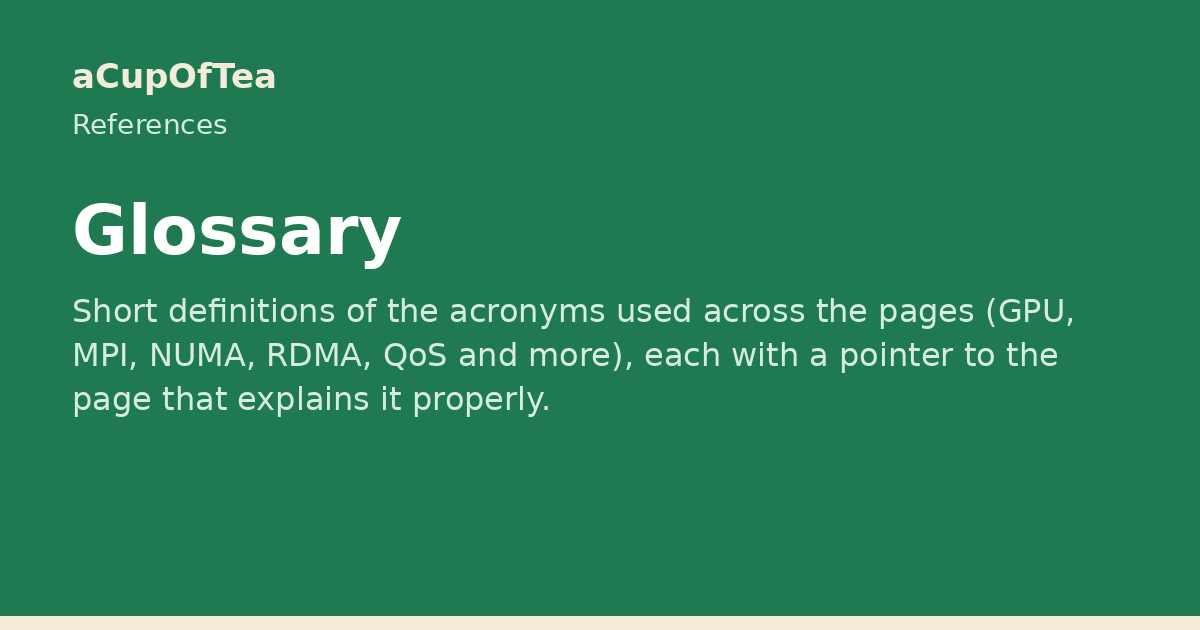 aCupOfTea
References
Glossary
Short definitions of the acronyms used across the pages (GPU,
MPI, NUMA, RDMA, QoS and more), each with a pointer to the
page that explains it properly.